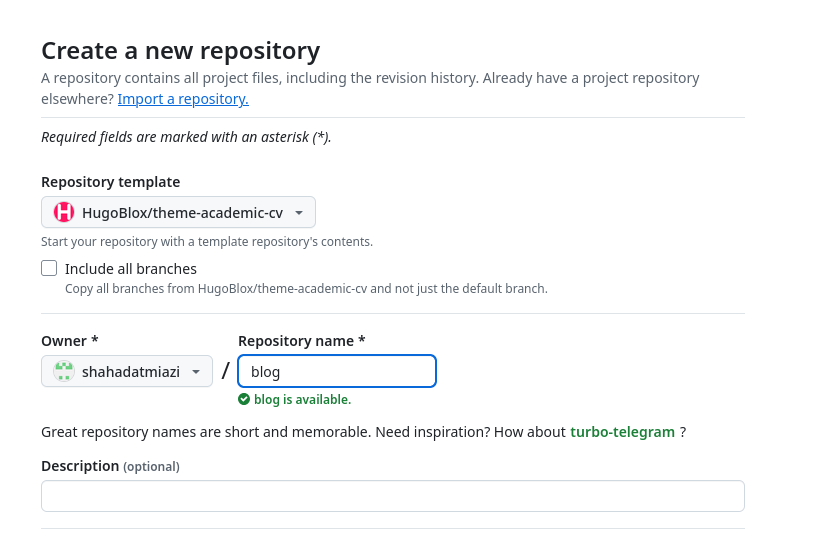 Create a new repository
A repository contains all project files, including the revision history. Already have a project repository
elsewhere? Import a repository.
Required fields are marked with an asterisk (*).
Repository template
HugoBlox/theme-academic-cv
Start your repository with a template repository's contents.
Include all branches
Copy all branches from HugoBlox/theme-academic-cv and not just the default branch.
Owner * Repository name *
shahadatmiazi / blog
blog is available.
Great repository names are short and memorable. Need inspiration? How about turbo-telegram ?
Description (optional)